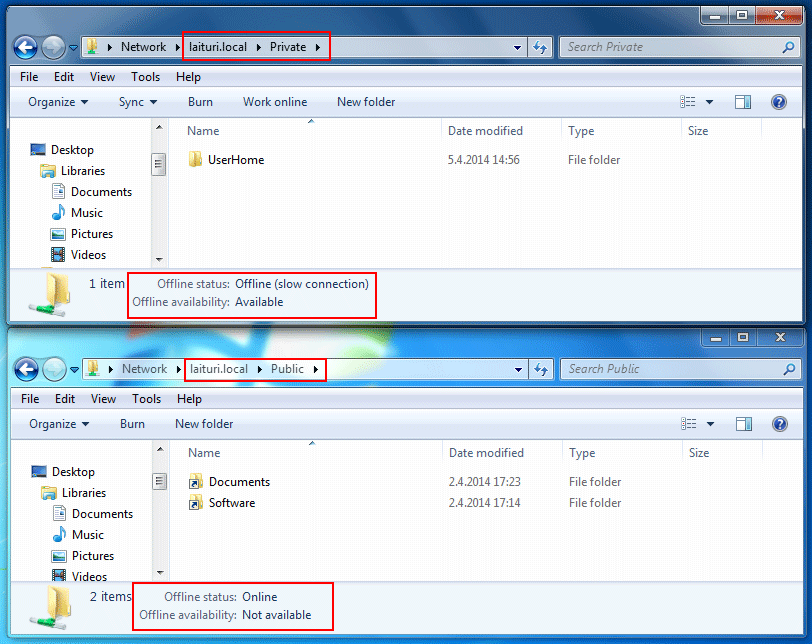 Network laituri.local Private Search Private
File Edit View Tools Help
Organize Sync Burn Work online New folder
Name Date modified Type Size
Desktop
Libraries
Documents
Music
Pictures
Videos
UserHome 5.4.2014 14:56 File folder
1 item Offline status: Offline (slow connection)
Offline availability: Available
Network laituri.local Public Search Public
File Edit View Tools Help
Organize Burn New folder
Name Date modified Type Size
Desktop
Libraries
Documents
Music
Pictures
Videos
Documents 2.4.2014 17:23 File folder
Software 2.4.2014 17:14 File folder
2 items Offline status: Online
Offline availability: Not available